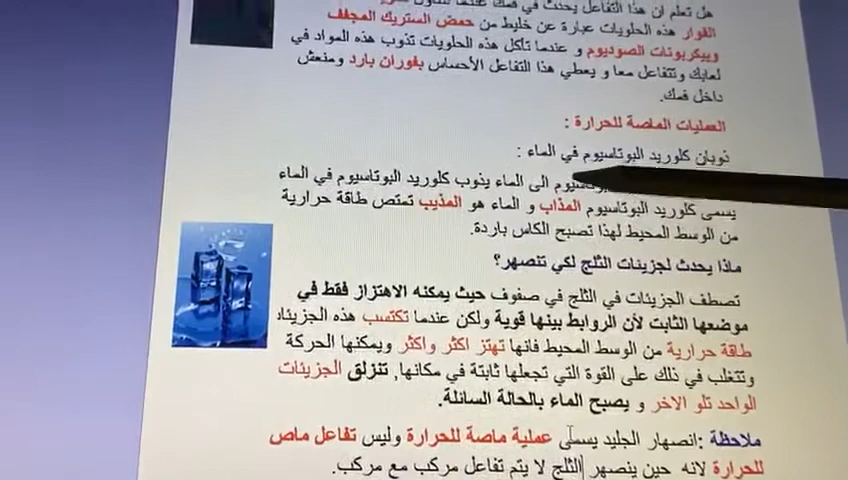 هل تعلم ان هذا التفاعل يحدث في فمك عندما
الفوار هذه الحلويات عبارة عن خليط من حمض الستريك المجفف
وبيكربونات الصوديوم و عندما تأكل هذه الحلويات تذوب هذه المواد في
لعابك وتتفاعل معا و يعطي هذا التفاعل الأحساس بفوران بارد ومنعش
داخل فمك.
العمليات الماصة للحرارة :
ذوبان كلوريد البوتاسيوم في الماء :
الى الماء يذوب كلوريد البوتاسيوم في الماء
يسمى كلوريد البوتاسيوم المذاب و الماء هو المذيب تمتص طاقة حرارية
من الوسط المحيط لهذا تصبح الكاس باردة.
ماذا يحدث لجزيئات الثلج لكي تنصهر؟
تصطف الجزيئات في الثلج في صفوف حيث يمكنه الاهتزاز فقط في
موضعها الثابت لأن الروابط بينها قوية ولكن عندما تكتسب هذه الجزيئات
طاقة حرارية من الوسط المحيط فانها تهتز اكثر واكثر ويمكنها الحركة
وتتغلب في ذلك على القوة التي تجعلها ثابتة في مكانها, تنزلق الجزيئات
الواحد تلو الاخر و يصبح الماء بالحالة السائلة.
ملاحظة :انصهار الجليد يسمى عملية ماصة للحرارة وليس تفاعل ماص
للحرارة لانه حين ينصهر الثلج لا يتم تفاعل مركب مع مركب.